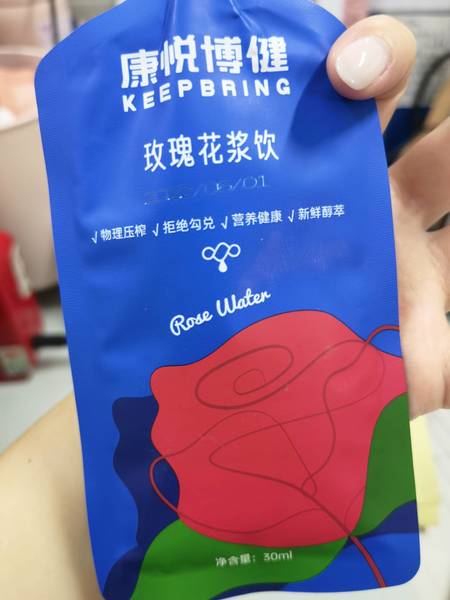 康悦博健
KEEPBRING
玫瑰花浆饮
√物理压榨 √拒绝勾兑 √营养健康 √新鲜醇萃
Rose Water
净含量：30ml